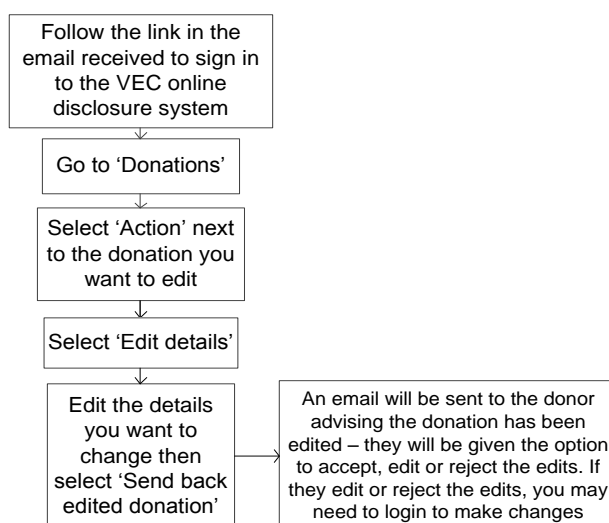 Follow the link in the
email received to sign in
to the VEC online
disclosure system
Go to ‘Donations’
Select ‘Action’ next
to the donation you
want to edit
Select ‘Edit details’
Edit the details
you want to
change then
select ‘Send back
edited donation’
An email will be sent to the donor
advising the donation has been
edited – they will be given the option
to accept, edit or reject the edits. If
they edit or reject the edits, you may
need to login to make changes